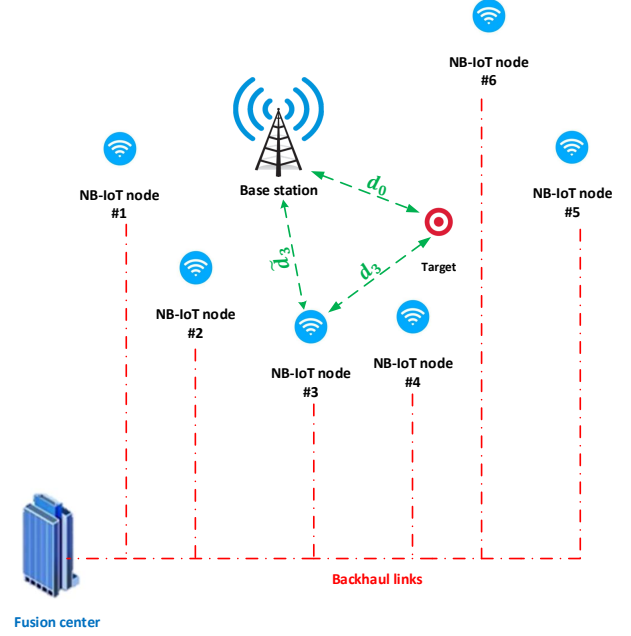 NB-IoT node
#6
NB-IoT node
#1
Base station
d₀
NB-IoT node
#5
d̃₃
d₃
Target
NB-IoT node
#2
NB-IoT node
#3
NB-IoT node
#4
Backhaul links
Fusion center